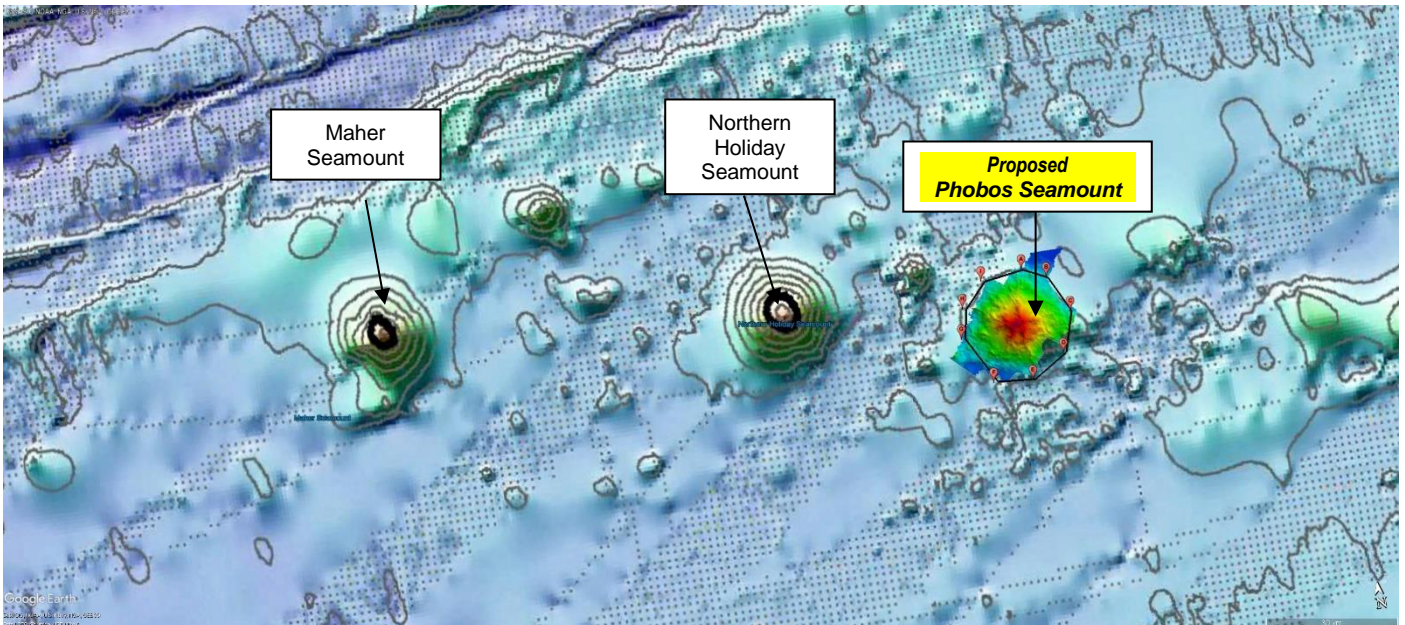 Maher
Seamount
Northern
Holiday
Seamount
Proposed
Phobos Seamount
Northern Holiday Seamount
Maher Seamount
Google Earth
N